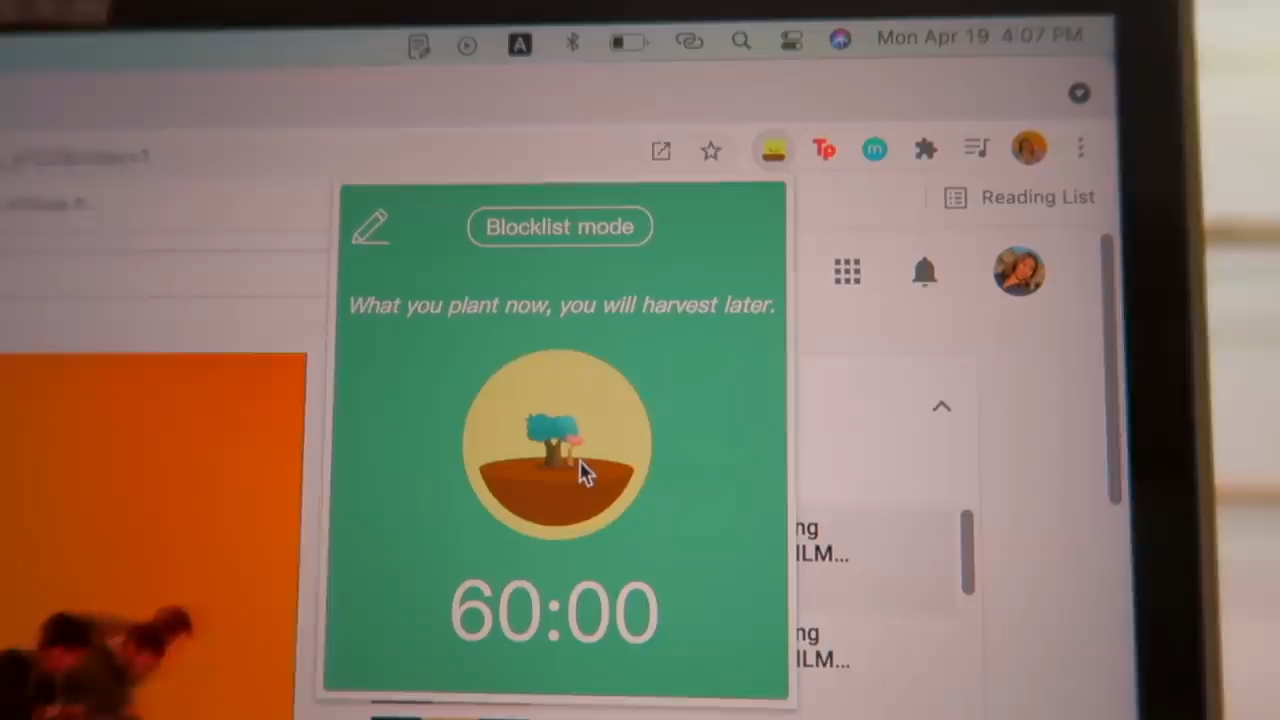 A
Mon Apr 19 4:07 PM
Tp
m
Reading List
Blocklist mode
What you plant now, you will harvest later.
60:00
ng
ILM...
ng
ILM...